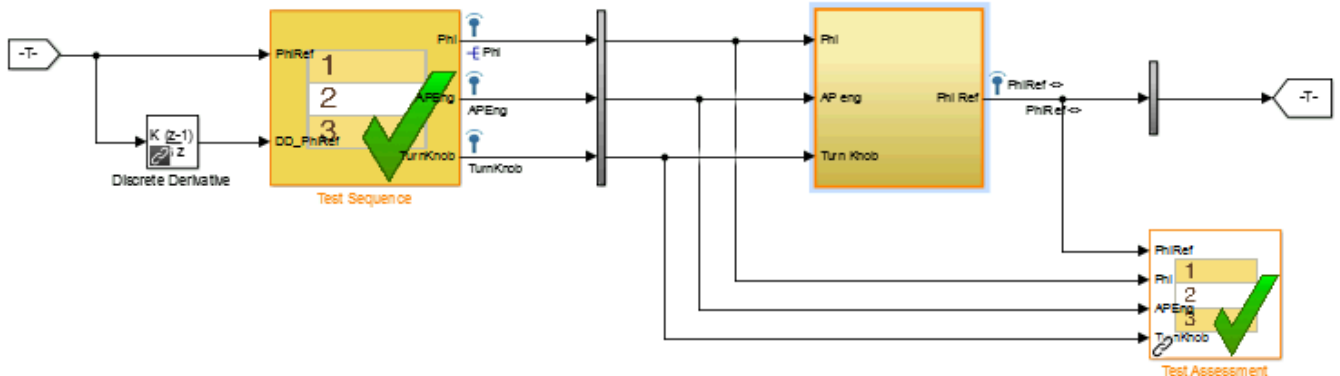 -T-
PhiRef
DD_PhiRef
1
2
3
Phi
APEng
TurnKnob
Test Sequence
K (z-1)
z
Discrete Derivative
Phi
APEng
TurnKnob
Phi
AP eng
Turn Knob
Phi Ref
PhiRef <>
PhiRef<>
-T-
PhiRef
Phi
APEng
TurnKnob
1
2
3
Test Assessment